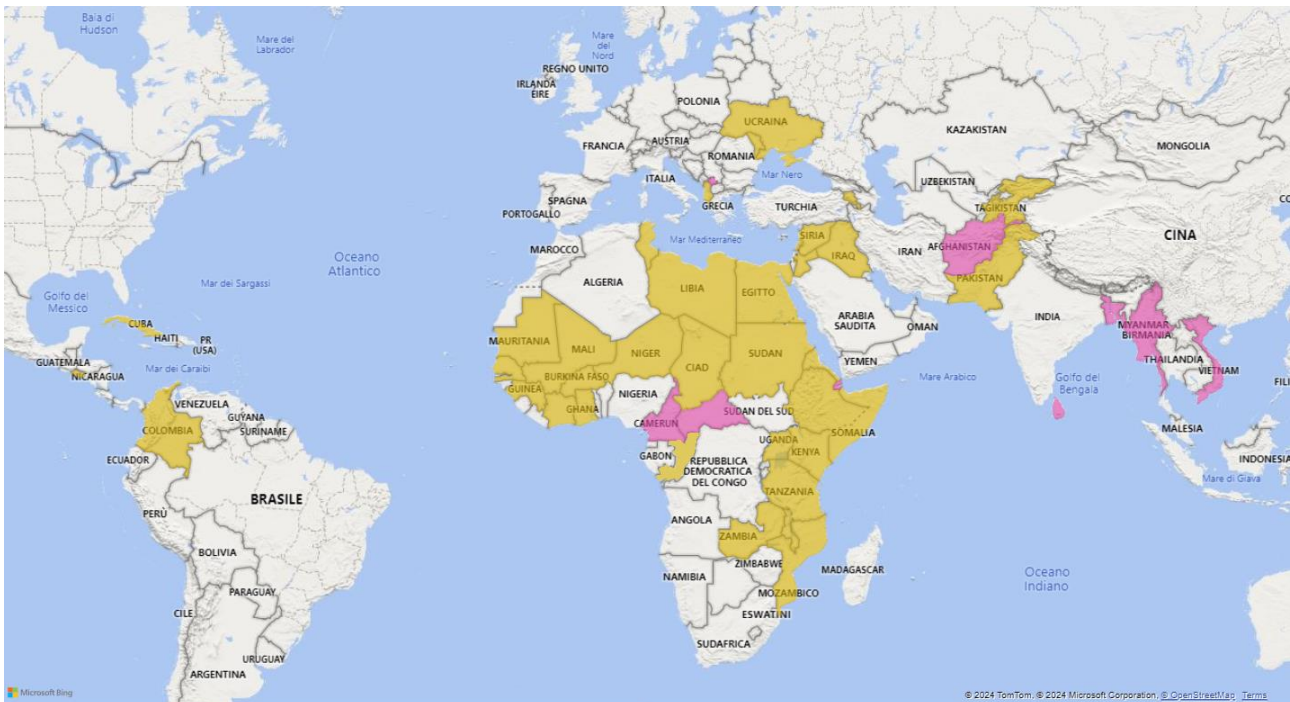 Baia di
Hudson
Mare del
Labrador
Mare
del
Nord
REGNO UNITO
IRLANDA
ÉIRE
POLONIA
UCRAINA
KAZAKISTAN
MONGOLIA
FRANCIA
AUSTRIA
ROMANIA
ITALIA
Mar Nero
UZBEKISTAN
SPAGNA
PORTOGALLO
GRECIA
TURCHIA
TAGIKISTAN
CINA
Mar Mediterraneo
SIRIA
IRAQ
IRAN
AFGHANISTAN
MAROCCO
Oceano
Atlantico
ALGERIA
LIBIA
EGITTO
PAKISTAN
Mar dei Sargassi
Golfo del
Messico
CUBA
HAITI
PR
(USA)
ARABIA
SAUDITA
OMAN
INDIA
MYANMAR
BIRMANIA
MAURITANIA
MALI
NIGER
CIAD
SUDAN
YEMEN
THAILANDIA
VIETNAM
GUATEMALA
NICARAGUA
Mar dei Caraibi
Mare Arabico
Golfo del
Bengala
FILI
BURKINA FASO
GUINEA
GHANA
NIGERIA
VENEZUELA
GUYANA
SURINAME
COLOMBIA
CAMERUN
SUDAN DEL SUD
SOMALIA
MALESIA
ECUADOR
GABON
UGANDA
KENYA
REPUBBLICA
DEMOCRATICA
DEL CONGO
INDONESIA
Mare di Giava
BRASILE
TANZANIA
PERÙ
ANGOLA
ZAMBIA
BOLIVIA
ZIMBABWE
MADAGASCAR
Oceano
Indiano
NAMIBIA
MOZAMBICO
PARAGUAY
CILE
ESWATINI
SUDAFRICA
URUGUAY
ARGENTINA
Microsoft Bing
© 2024 TomTom, © 2024 Microsoft Corporation, © OpenStreetMap Terms